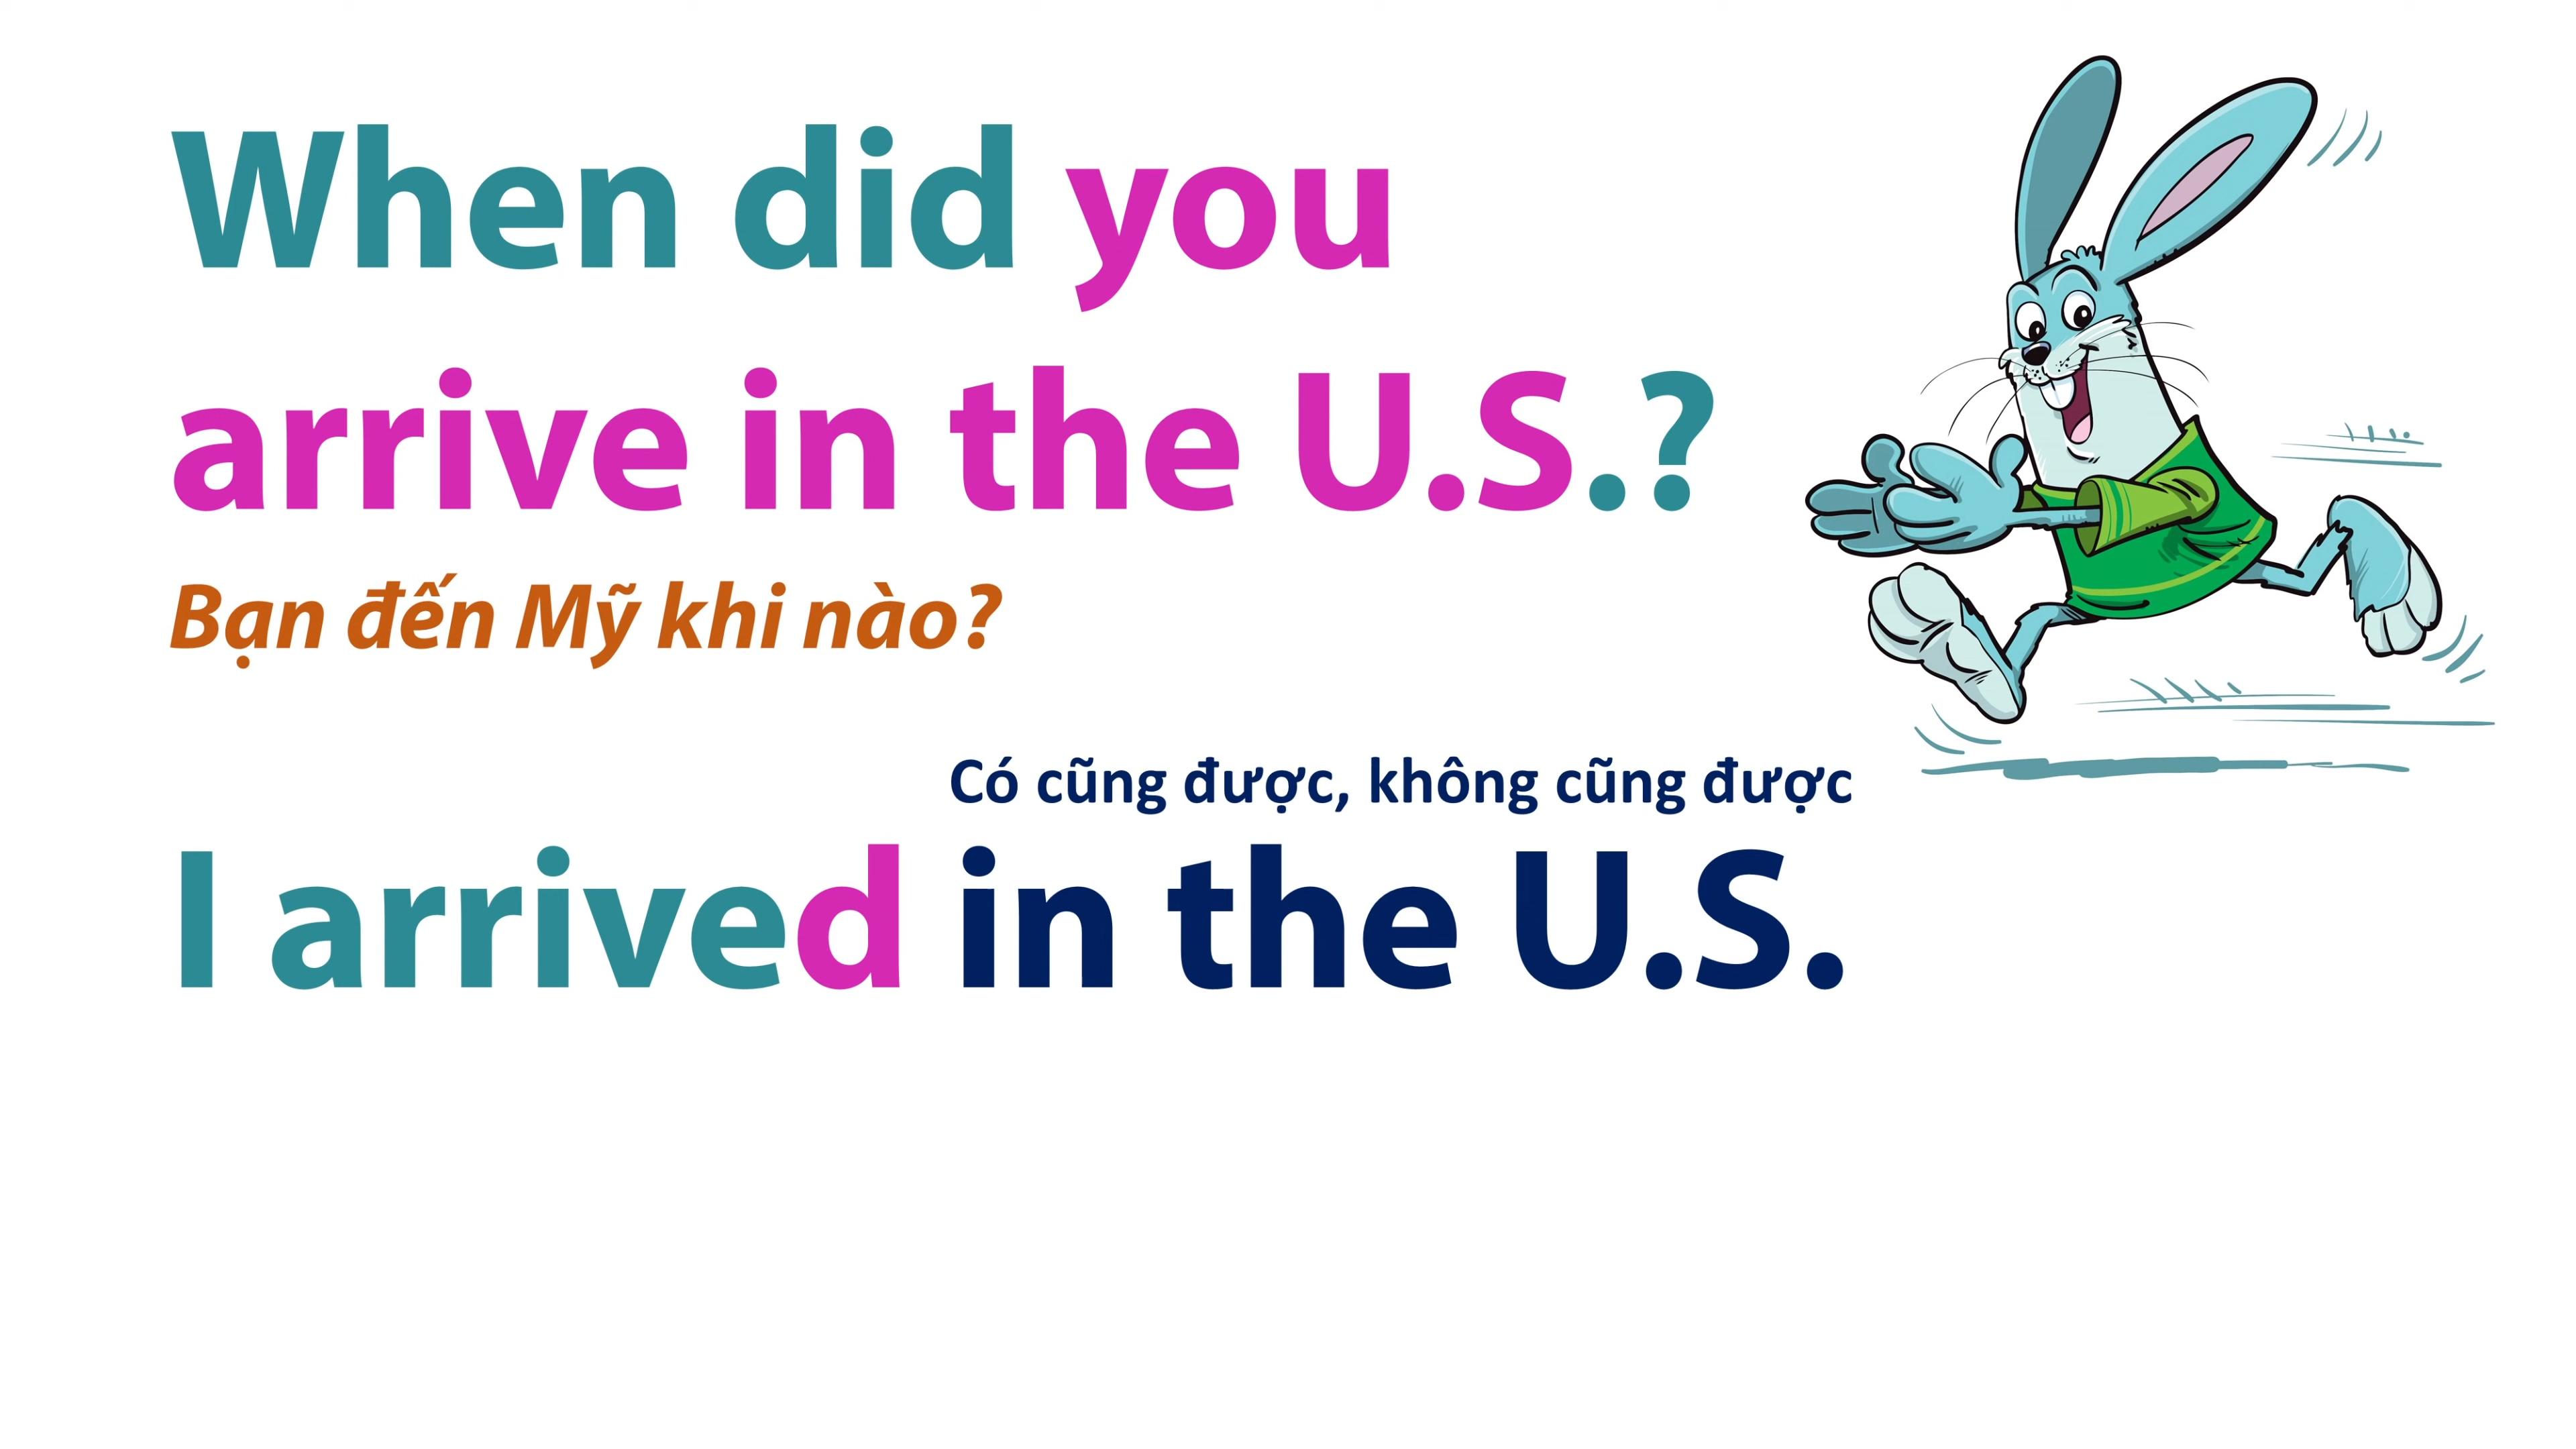 When did you
arrive in the U.S.?
Bạn đến Mỹ khi nào?
Có cũng được, không cũng được
I arrived in the U.S.